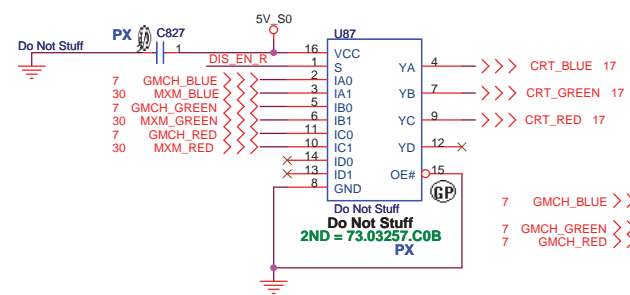 5V_S0
PX
C827
U87
Do Not Stuff
2
1
16 VCC
DIS_EN_R
1 S
YA 4 CRT_BLUE 17
7 GMCH_BLUE 2 IA0
30 MXM_BLUE 3 IA1
YB 7 CRT_GREEN 17
7 GMCH_GREEN 5 IB0
30 MXM_GREEN 6 IB1
YC 9 CRT_RED 17
7 GMCH_RED 11 IC0
30 MXM_RED 10 IC1
YD 12
14 ID0
13 ID1
OE# 15
8 GND
GP
7 GMCH_BLUE
Do Not Stuff
Do Not Stuff
2ND = 73.03257.C0B
PX
7 GMCH_GREEN
7 GMCH_RED